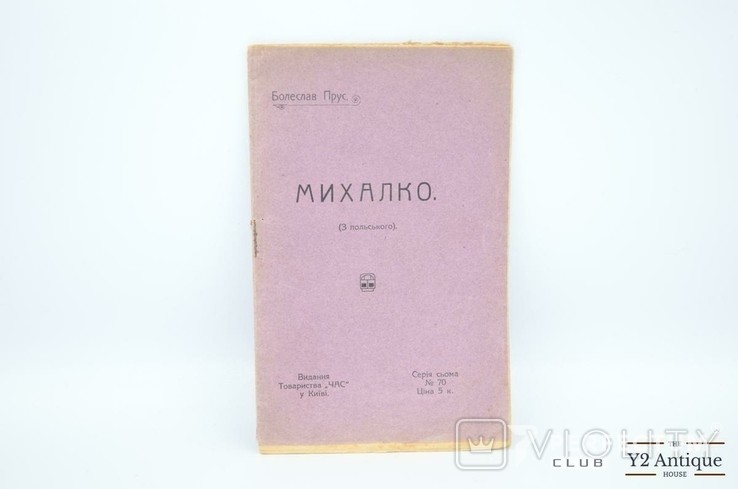 Болеслав Прус.
МИХАЛКО.
(З польського).
Видання
Товариства „ЧАС"
у Київі.
Серія сьома
№ 70
Ціна 5 к.
VIOLITY
CLUB
THE
Y2 Antique
HOUSE